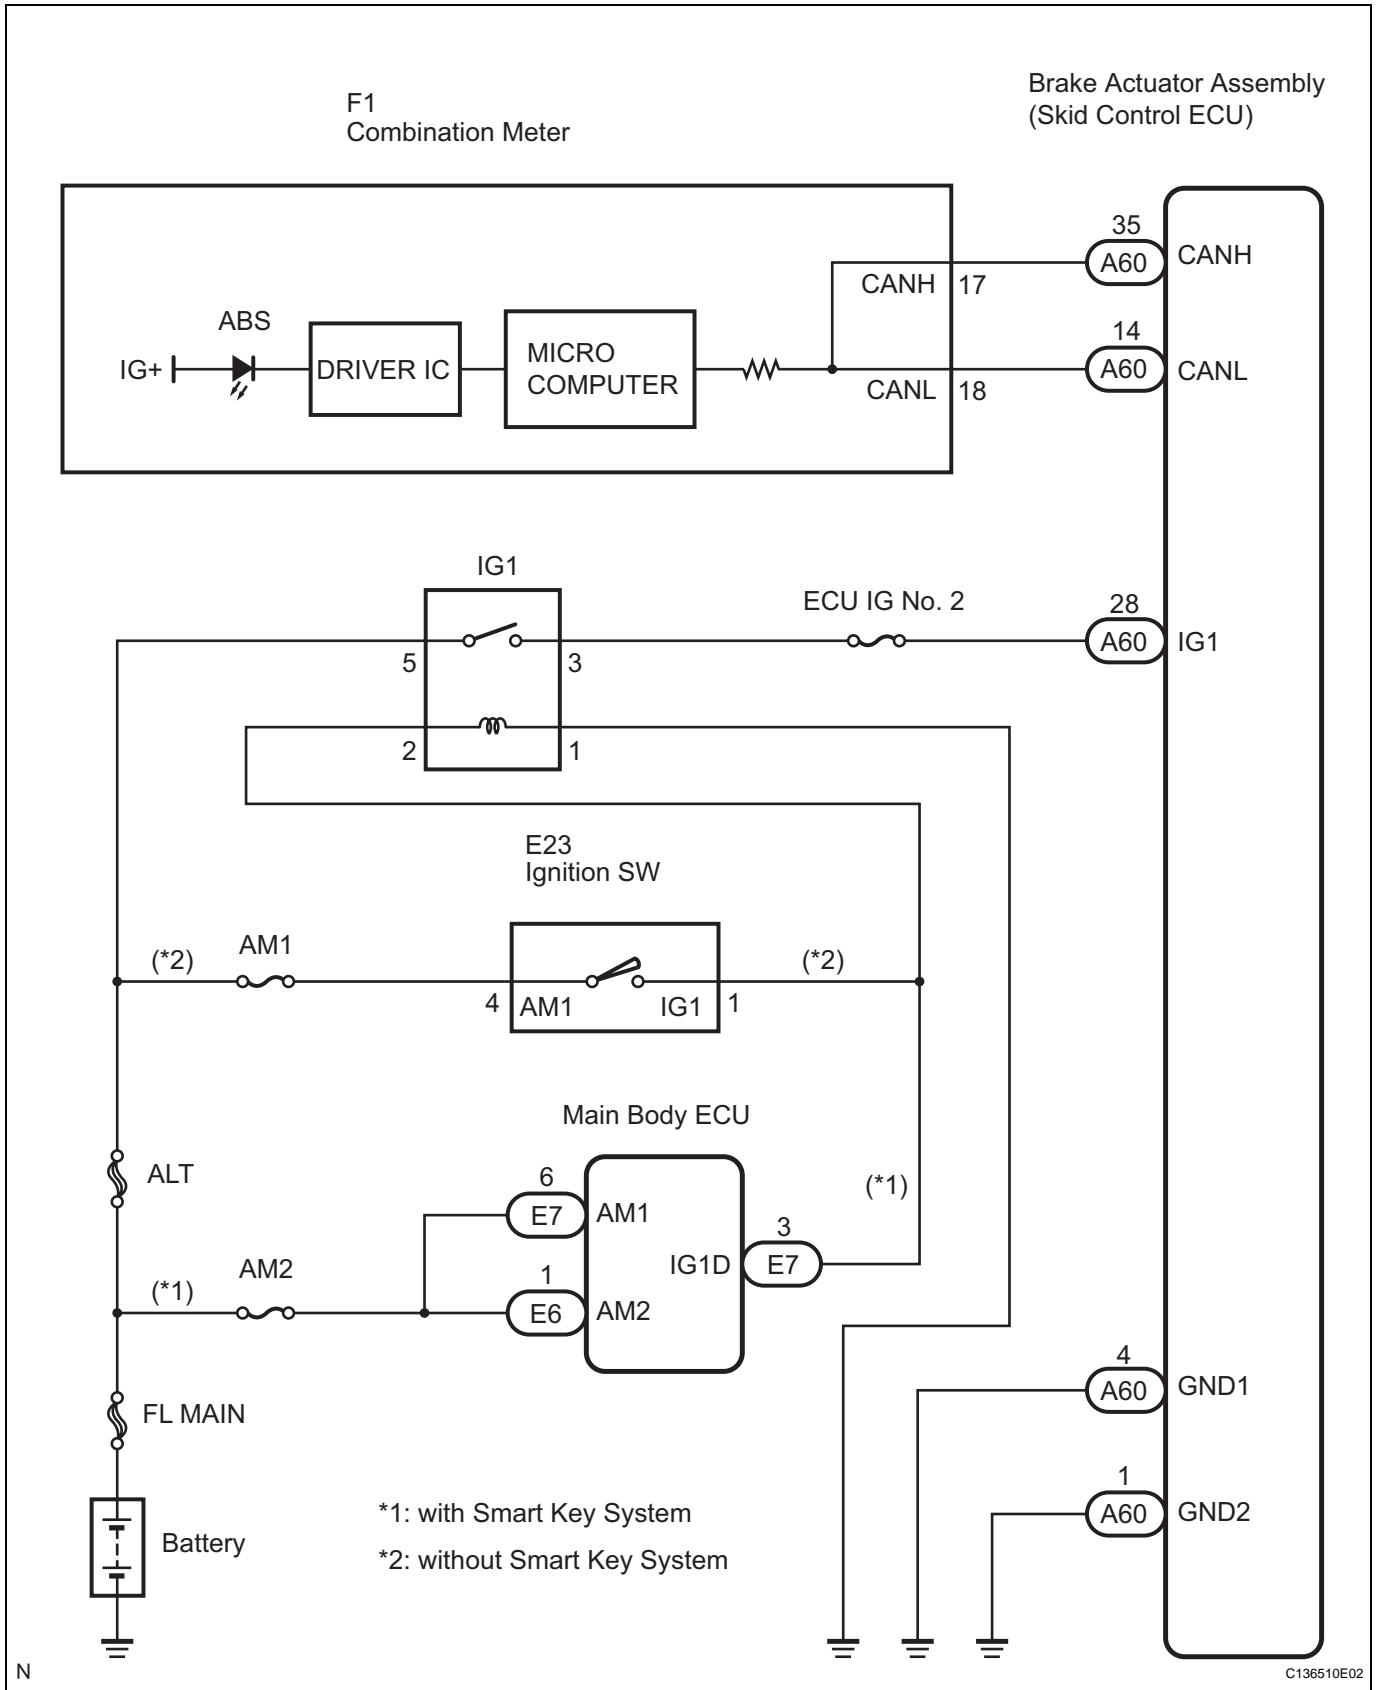 F1
Combination Meter
Brake Actuator Assembly
(Skid Control ECU)
35
A60
CANH
CANH
17
ABS
IG+
DRIVER IC
MICRO
COMPUTER
14
A60
CANL
CANL
18
IG1
5
3
2
1
ECU IG No. 2
28
A60
IG1
E23
Ignition SW
(*2)
AM1
4
AM1
IG1
1
(*2)
Main Body ECU
ALT
6
E7
AM1
(*1)
3
IG1D
E7
(*1)
AM2
1
E6
AM2
4
A60
GND1
FL MAIN
1
A60
GND2
Battery
*1: with Smart Key System
*2: without Smart Key System
N
C136510E02